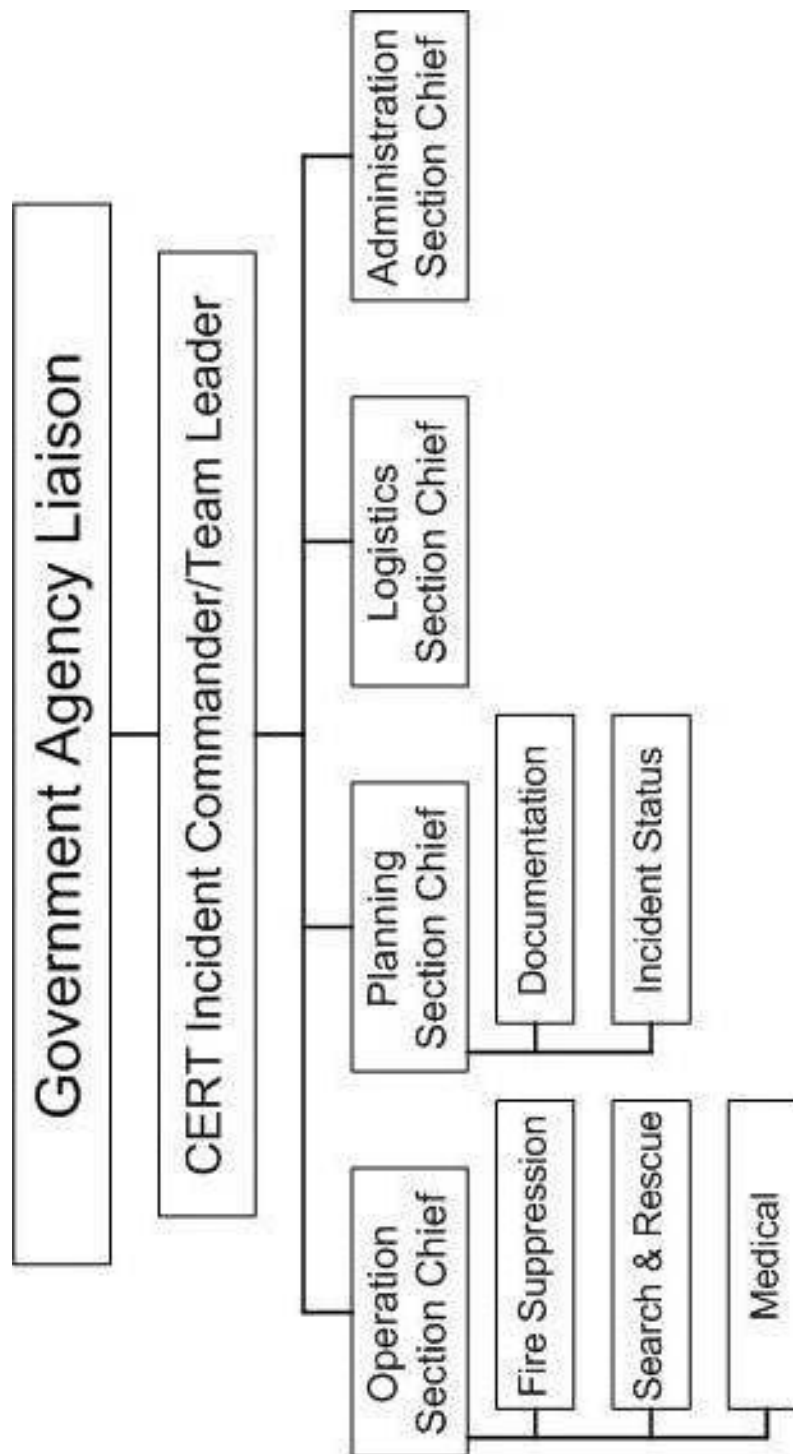 Government Agency Liaison
CERT Incident Commander/Team Leader
Operation
Section Chief
Planning
Section Chief
Logistics
Section Chief
Administration
Section Chief
Fire Suppression
Search & Rescue
Medical
Documentation
Incident Status